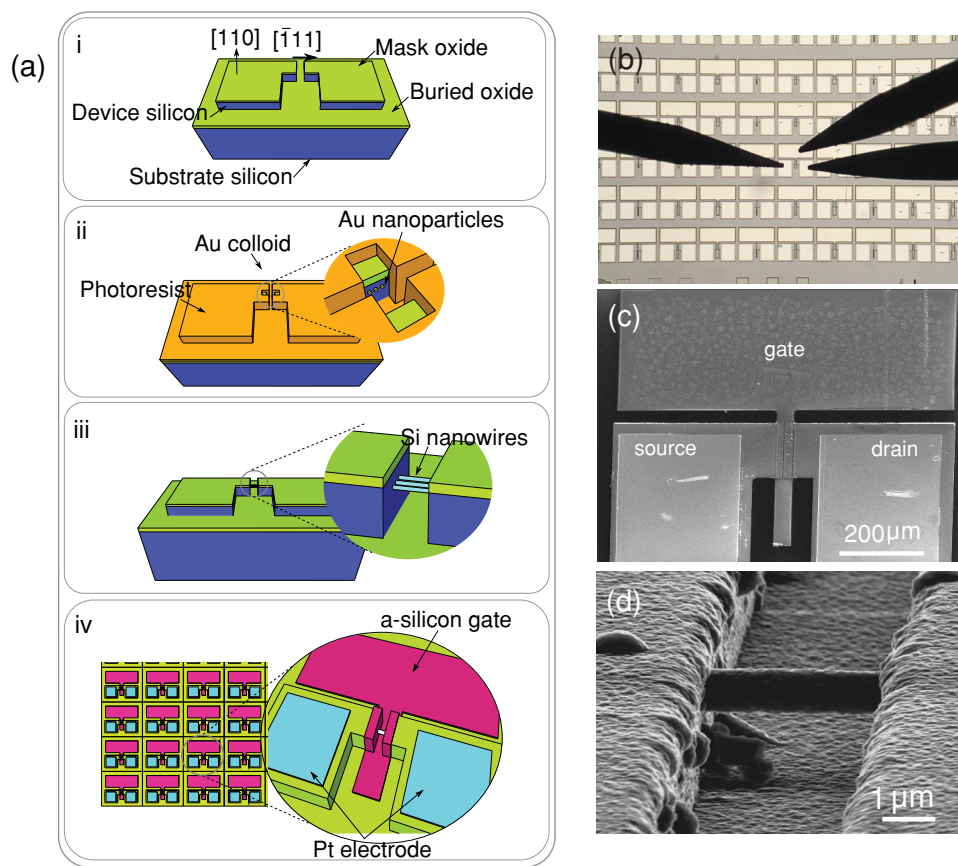 (a)
i
[110]
[1̅11]
Mask oxide
Buried oxide
Device silicon
Substrate silicon
ii
Au colloid
Au nanoparticles
Photoresist
iii
Si nanowires
iv
a-silicon gate
Pt electrode
(b)
(c)
gate
source
drain
200µm
(d)
1 µm